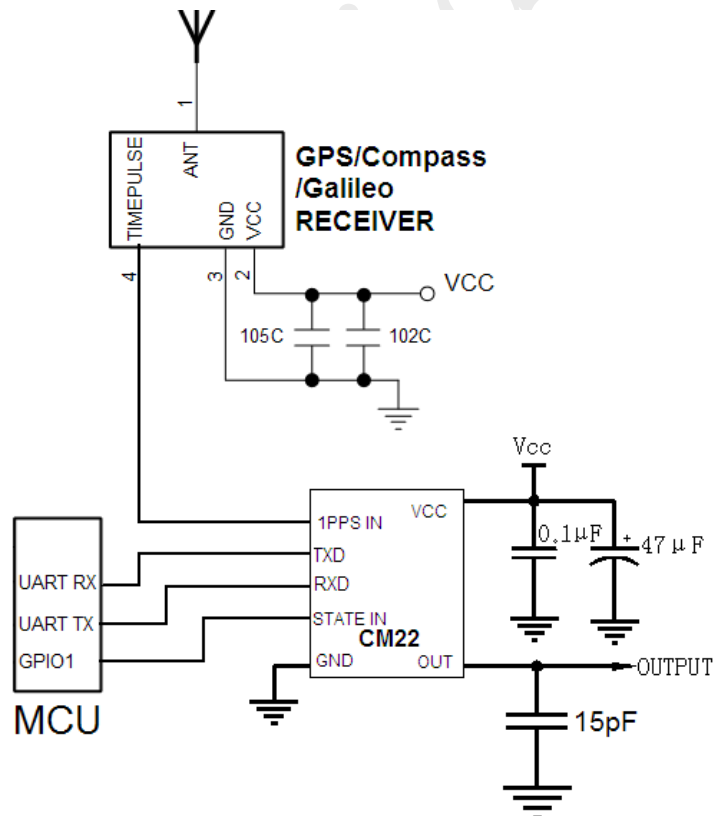 1
TIMEPULSE
ANT
GND
VCC
GPS/Compass
/Galileo
RECEIVER
4
3
2
VCC
105C
102C
Vcc
0.1μF
+
47μF
1PPS IN
VCC
TXD
UART RX
RXD
UART TX
STATE IN
CM22
GPIO1
GND
OUT
OUTPUT
MCU
15pF